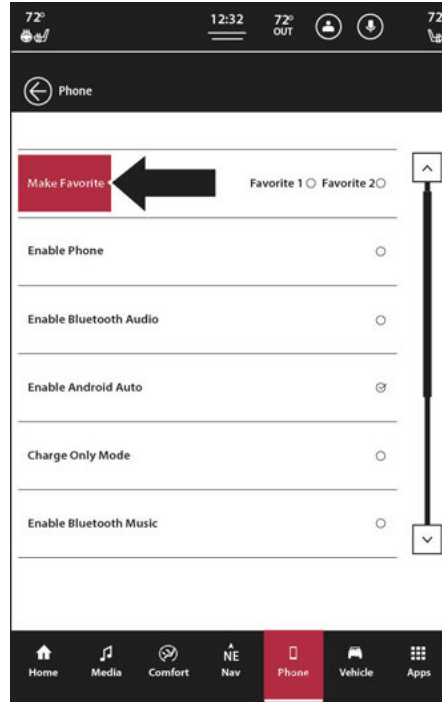 72° 12:32 72° 72
OUT
Phone
Make Favorite Favorite 1 Favorite 2
Enable Phone
Enable Bluetooth Audio
Enable Android Auto
Charge Only Mode
Enable Bluetooth Music
NE
Home Media Comfort Nav Phone Vehicle Apps